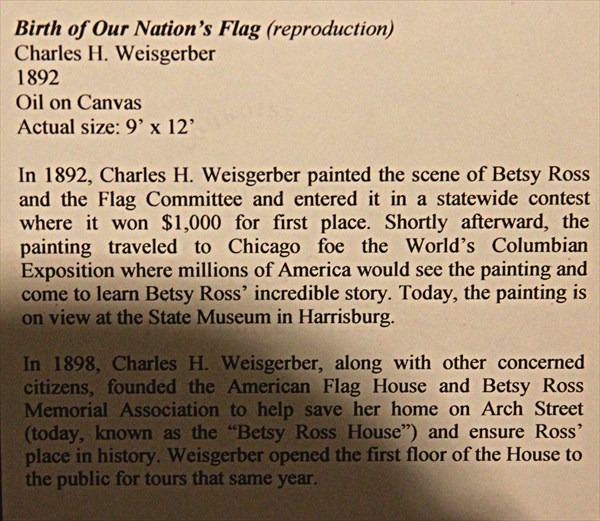 Birth of Our Nation's Flag (reproduction)
Charles H. Weisgerber
1892
Oil on Canvas
Actual size: 9' x 12'
In 1892, Charles H. Weisgerber painted the scene of Betsy Ross
and the Flag Committee and entered it in a statewide contest
where it won $1,000 for first place. Shortly afterward, the
painting traveled to Chicago foe the World's Columbian
Exposition where millions of America would see the painting and
come to learn Betsy Ross' incredible story. Today, the painting is
on view at the State Museum in Harrisburg.
In 1898, Charles H. Weisgerber, along with other concerned
citizens, founded the American Flag House and Betsy Ross
Memorial Association to help save her home on Arch Street
(today, known as the "Betsy Ross House") and ensure Ross'
place in history. Weisgerber opened the first floor of the House to
the public for tours that same year.